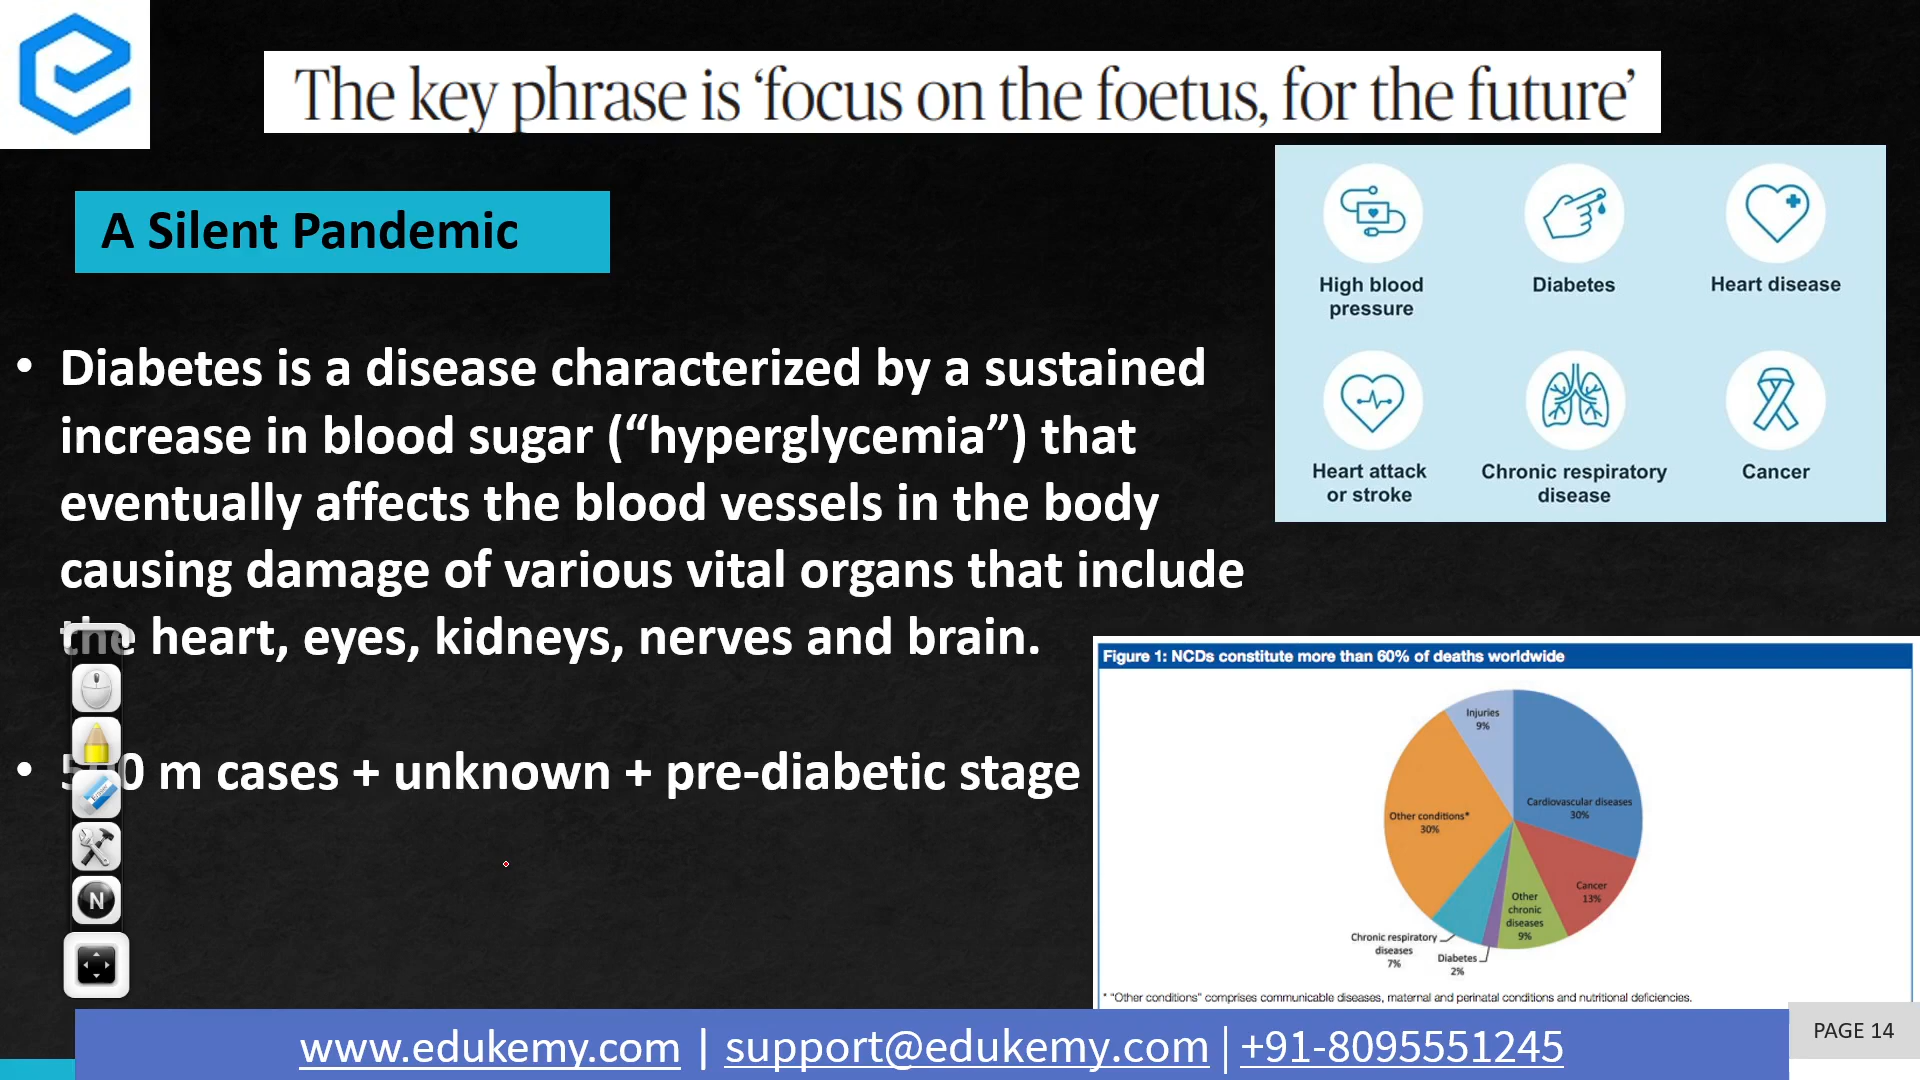 The key phrase is ‘focus on the foetus, for the future’
A Silent Pandemic
High blood
pressure
Diabetes
Heart disease
Heart attack
or stroke
Chronic respiratory
disease
Cancer
• Diabetes is a disease characterized by a sustained
increase in blood sugar (“hyperglycemia”) that
eventually affects the blood vessels in the body
causing damage of various vital organs that include
the heart, eyes, kidneys, nerves and brain.
• m cases + unknown + pre-diabetic stage
Figure 1: NCDs constitute more than 60% of deaths worldwide
Injuries
9%
Cardiovascular diseases
30%
Other conditions*
30%
Cancer
13%
Other
chronic
diseases
9%
Chronic respiratory
diseases
7%
Diabetes
2%
* "Other conditions" comprises communicable diseases, maternal and perinatal conditions and nutritional deficiencies.
Eraser
N
www.edukemy.com | support@edukemy.com | +91-8095551245
PAGE 14